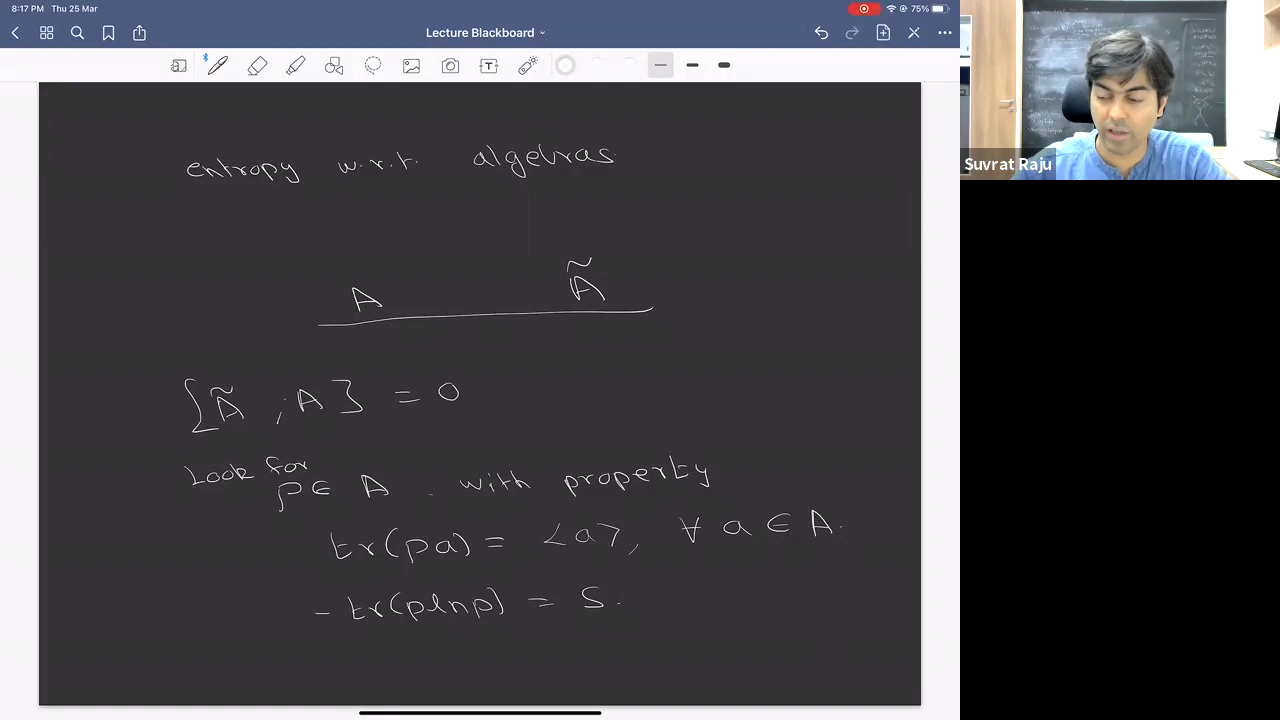 8:17 PM Thu 25 Mar
75%
Lecture Blackboard
T
entropy w.r.t. algebras
A Ã
[Ã, A] = 0
Look for
ρ ∈ A . with property
tr(ρa) = <a>, ∀ a ∈ A.
- tr(ρlnρ) = S.
Suvrat Raju